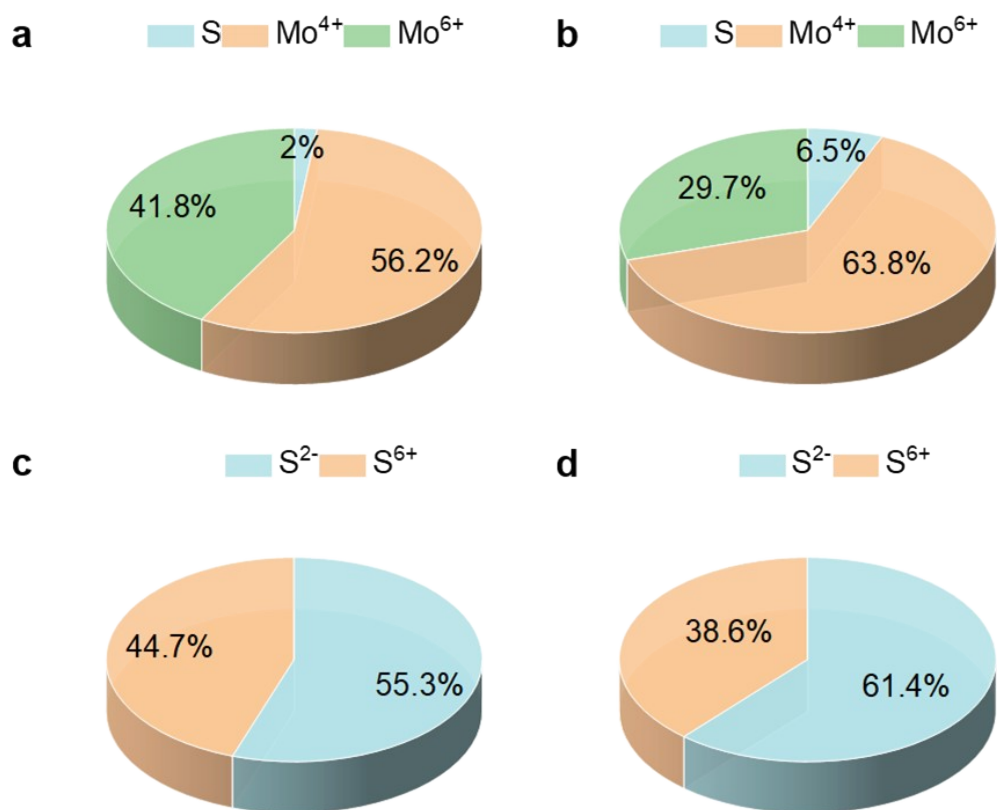 a
S Mo⁴⁺ Mo⁶⁺
2%
41.8%
56.2%
b
S Mo⁴⁺ Mo⁶⁺
6.5%
29.7%
63.8%
c
S²⁻ S⁶⁺
44.7%
55.3%
d
S²⁻ S⁶⁺
38.6%
61.4%